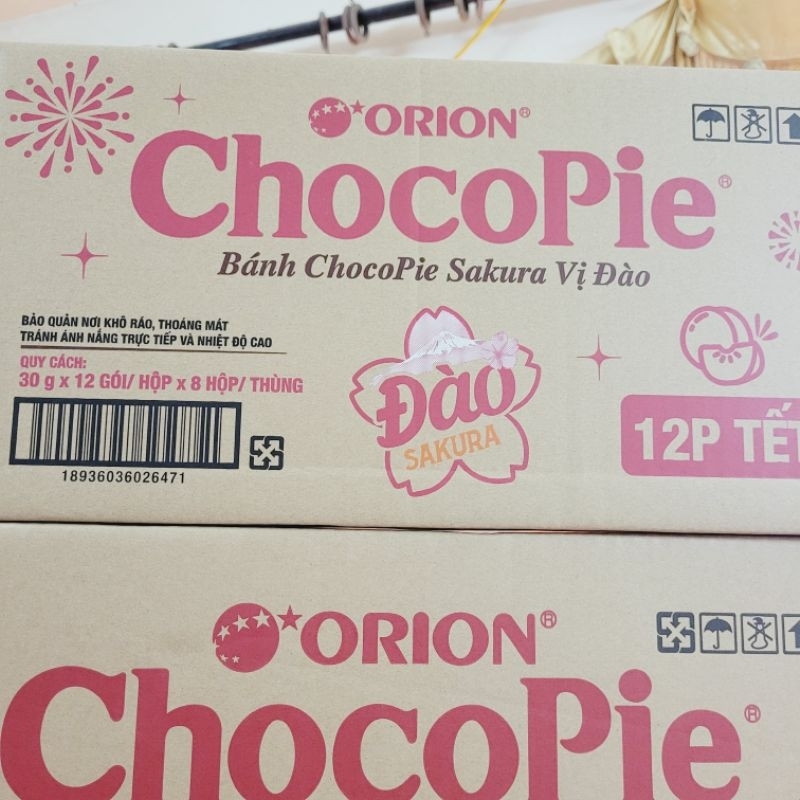 ORION®
ChocoPie®
Bánh ChocoPie Sakura Vị Đào
BẢO QUẢN NƠI KHÔ RÁO, THOÁNG MÁT
TRÁNH ÁNH NẮNG TRỰC TIẾP VÀ NHIỆT ĐỘ CAO
QUY CÁCH:
30 g x 12 GÓI/ HỘP x 8 HỘP/ THÙNG
18936036026471
Đào
SAKURA
12P TẾT
ORION®
ChocoPie®